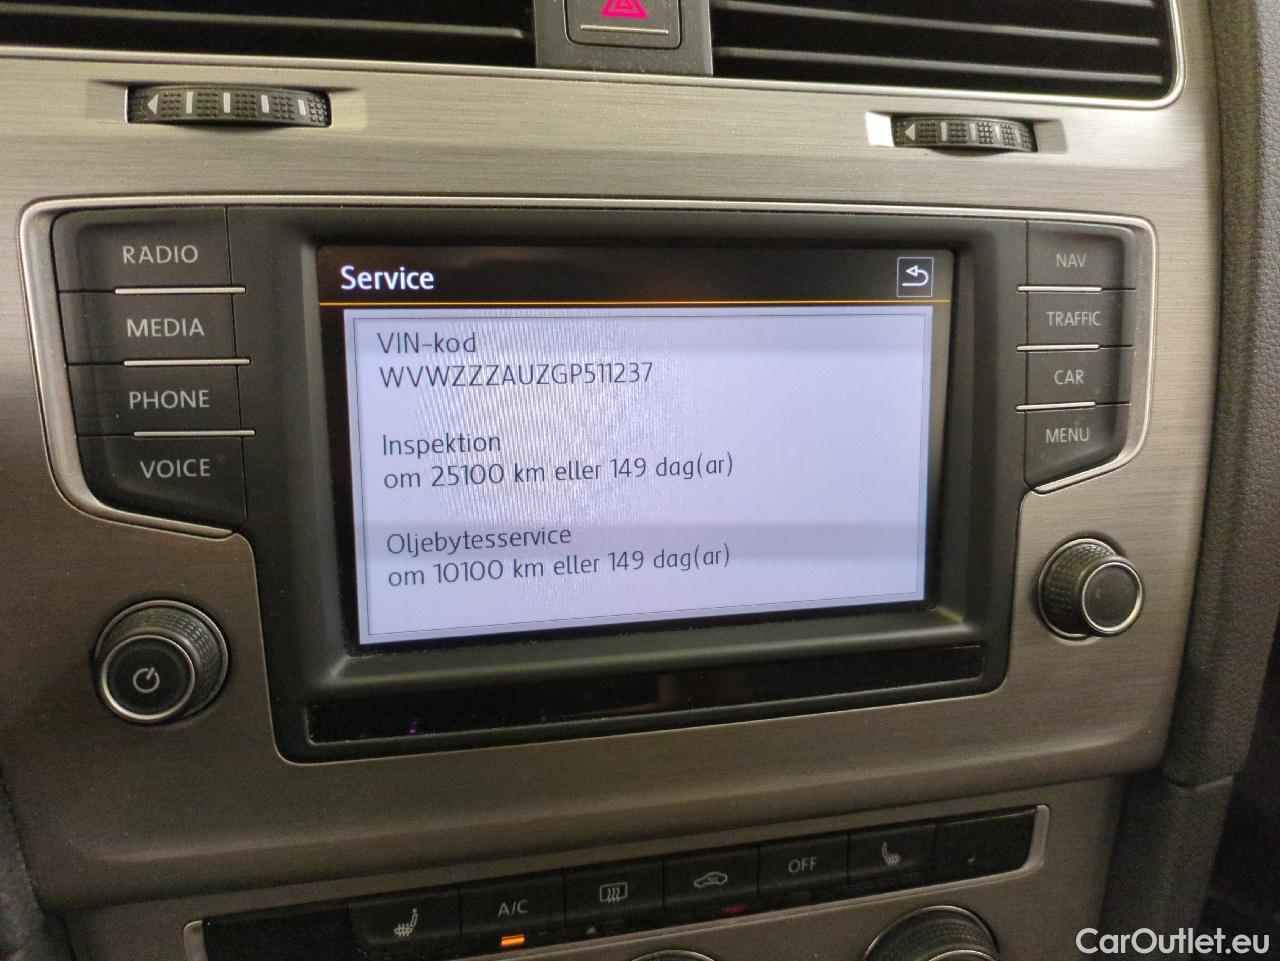 RADIO
MEDIA
PHONE
VOICE
Service
VIN-kod
WVWZZZAUZGP511237
Inspektion
om 25100 km eller 149 dag(ar)
Oljebytesservice
om 10100 km eller 149 dag(ar)
NAV
TRAFFIC
CAR
MENU
A/C
OFF
CarOutlet.eu